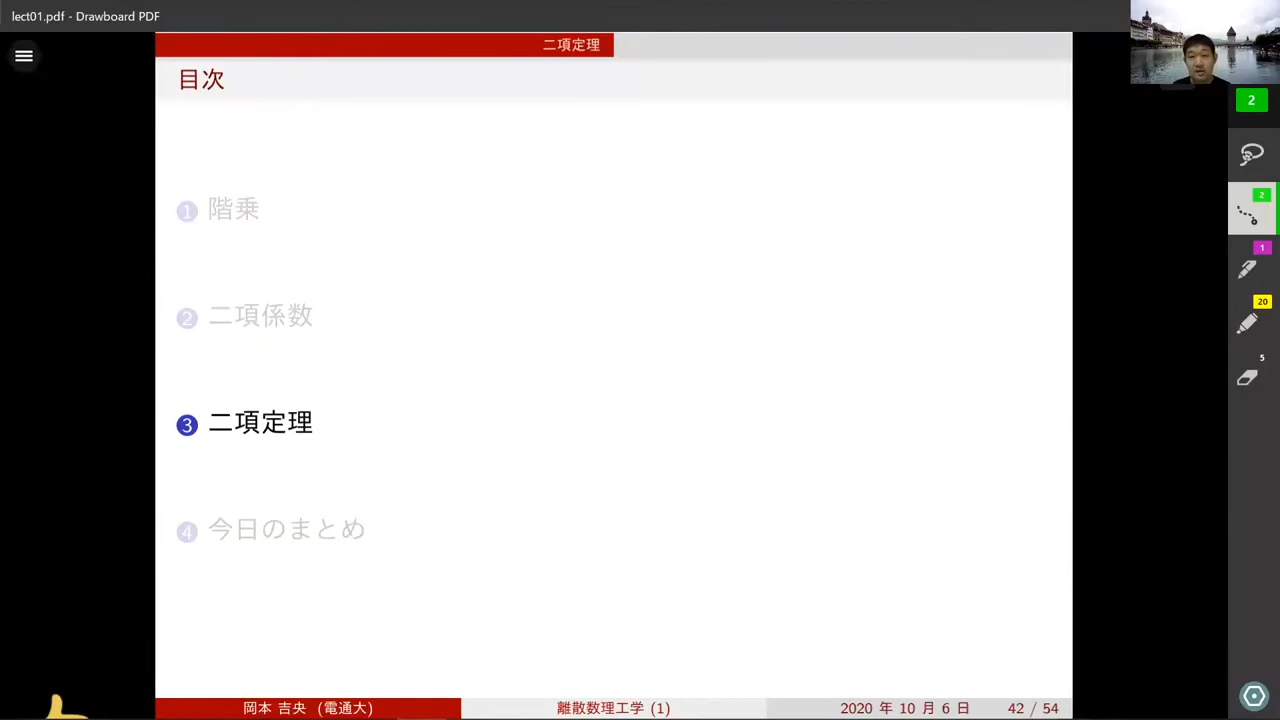 lect01.pdf - Drawboard PDF
二項定理
目次
2
1 階乗
2
2 二項係数
1
20
3 二項定理
5
4 今日のまとめ
岡本 吉央 (電通大)
離散数理工学 (1)
2020 年 10 月 6 日
42 / 54